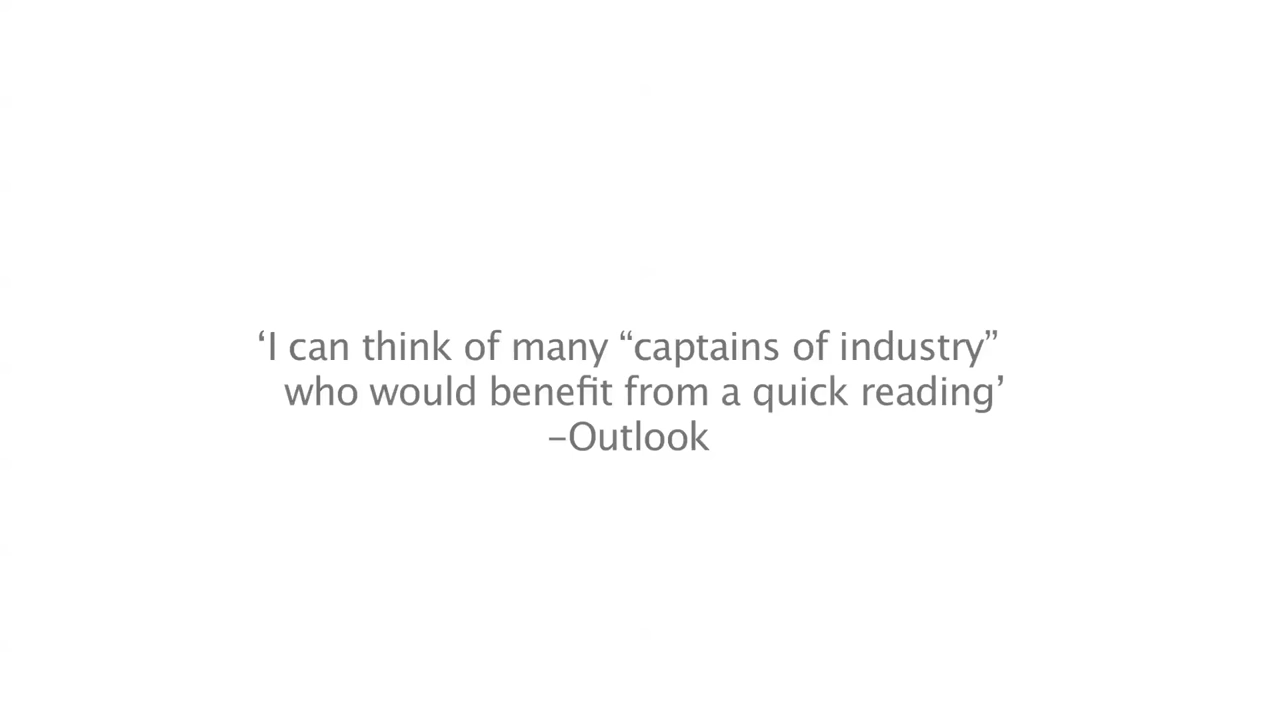 ‘I can think of many “captains of industry”
who would benefit from a quick reading’
–Outlook